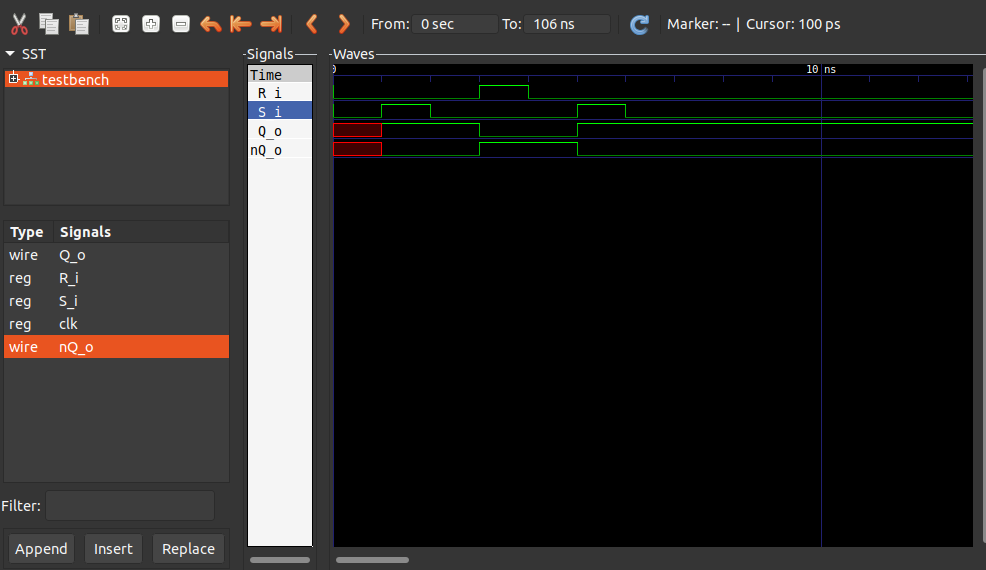 From: 0 sec To: 106 ns Marker: -- | Cursor: 100 ps
SST
testbench
Type Signals
wire Q_o
reg R_i
reg S_i
reg clk
wire nQ_o
Filter:
Append Insert Replace
Signals
Time
R_i
S_i
Q_o
nQ_o
Waves
0 10 ns